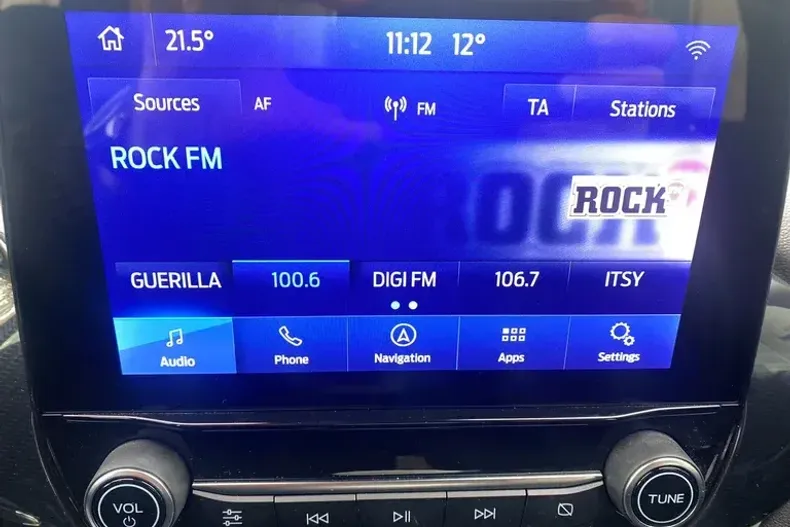 21.5° 11:12 12°
Sources AF FM TA Stations
ROCK FM
ROCK
ROCK
GUERILLA 100.6 DIGI FM 106.7 ITSY
Audio Phone Navigation Apps Settings
VOL TUNE